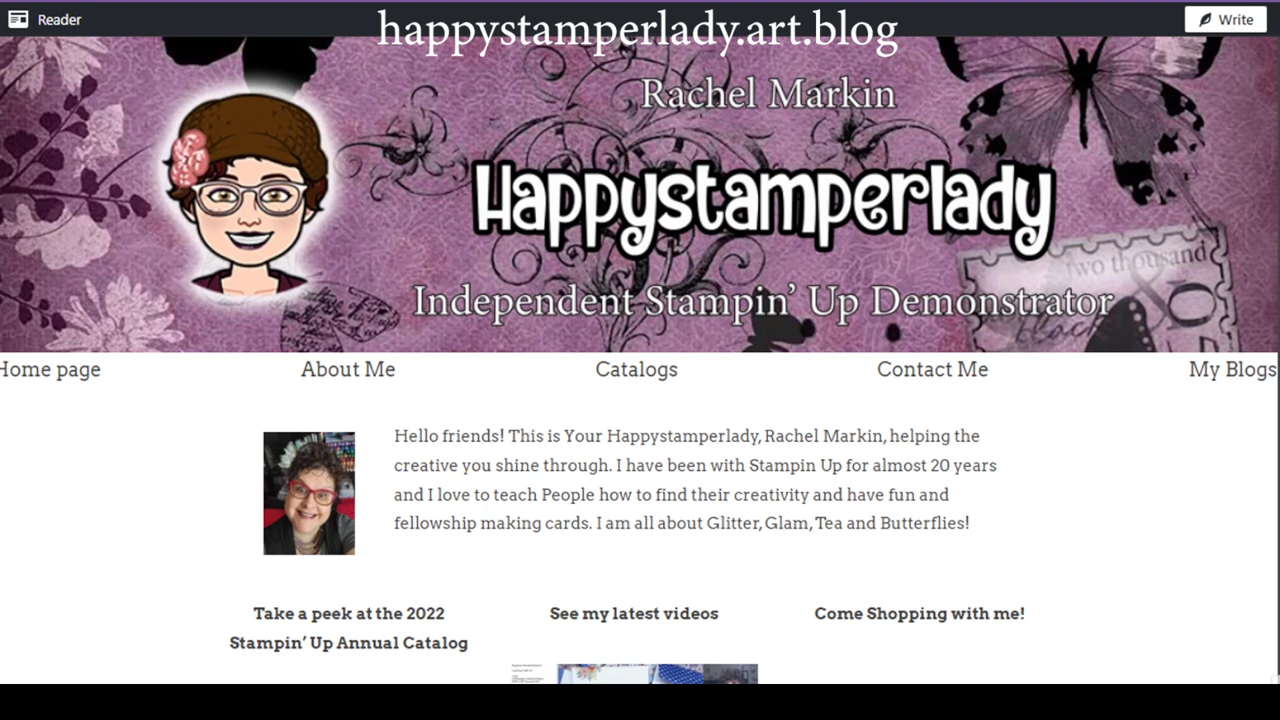 Reader
happystamperlady.art.blog
Write
Rachel Markin
Happystamperlady
two thousand
Independent Stampin' Up Demonstrator
black
Home page
About Me
Catalogs
Contact Me
My Blogs
Hello friends! This is Your Happystamperlady, Rachel Markin, helping the
creative you shine through. I have been with Stampin Up for almost 20 years
and I love to teach People how to find their creativity and have fun and
fellowship making cards. I am all about Glitter, Glam, Tea and Butterflies!
Take a peek at the 2022
Stampin' Up Annual Catalog
See my latest videos
Come Shopping with me!